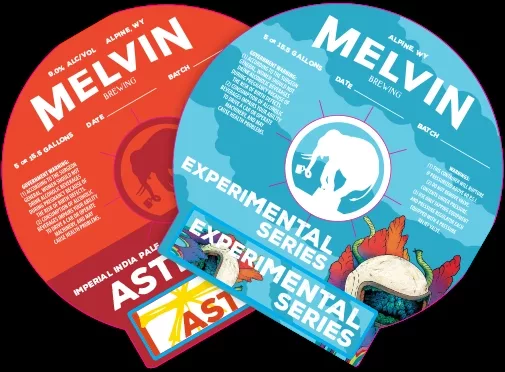 9.0% ALC/VOL
ALPINE, WY
MELVIN
BREWING
5 or 15.5 GALLONS
DATE
BATCH
GOVERNMENT WARNING:
(1) ACCORDING TO THE SURGEON
GENERAL, WOMEN SHOULD NOT
DRINK ALCOHOLIC BEVERAGES
DURING PREGNANCY BECAUSE OF
THE RISK OF BIRTH DEFECTS.
(2) CONSUMPTION OF ALCOHOLIC
BEVERAGES IMPAIRS YOUR ABILITY
TO DRIVE A CAR OR OPERATE
MACHINERY, AND MAY
CAUSE HEALTH PROBLEMS.
IMPERIAL INDIA PALE
AST
AST
ALPINE, WY
MELVIN
BREWING
5 or 15.5 GALLONS
DATE
BATCH
GOVERNMENT WARNING:
(1) ACCORDING TO THE SURGEON
GENERAL, WOMEN SHOULD NOT
DRINK ALCOHOLIC BEVERAGES
DURING PREGNANCY BECAUSE OF
THE RISK OF BIRTH DEFECTS.
(2) CONSUMPTION OF ALCOHOLIC
BEVERAGES IMPAIRS YOUR ABILITY
TO DRIVE A CAR OR OPERATE
MACHINERY, AND MAY
CAUSE HEALTH PROBLEMS.
WARNING:
EXPERIMENTAL
SERIES
EXPERIMENTAL
SERIES